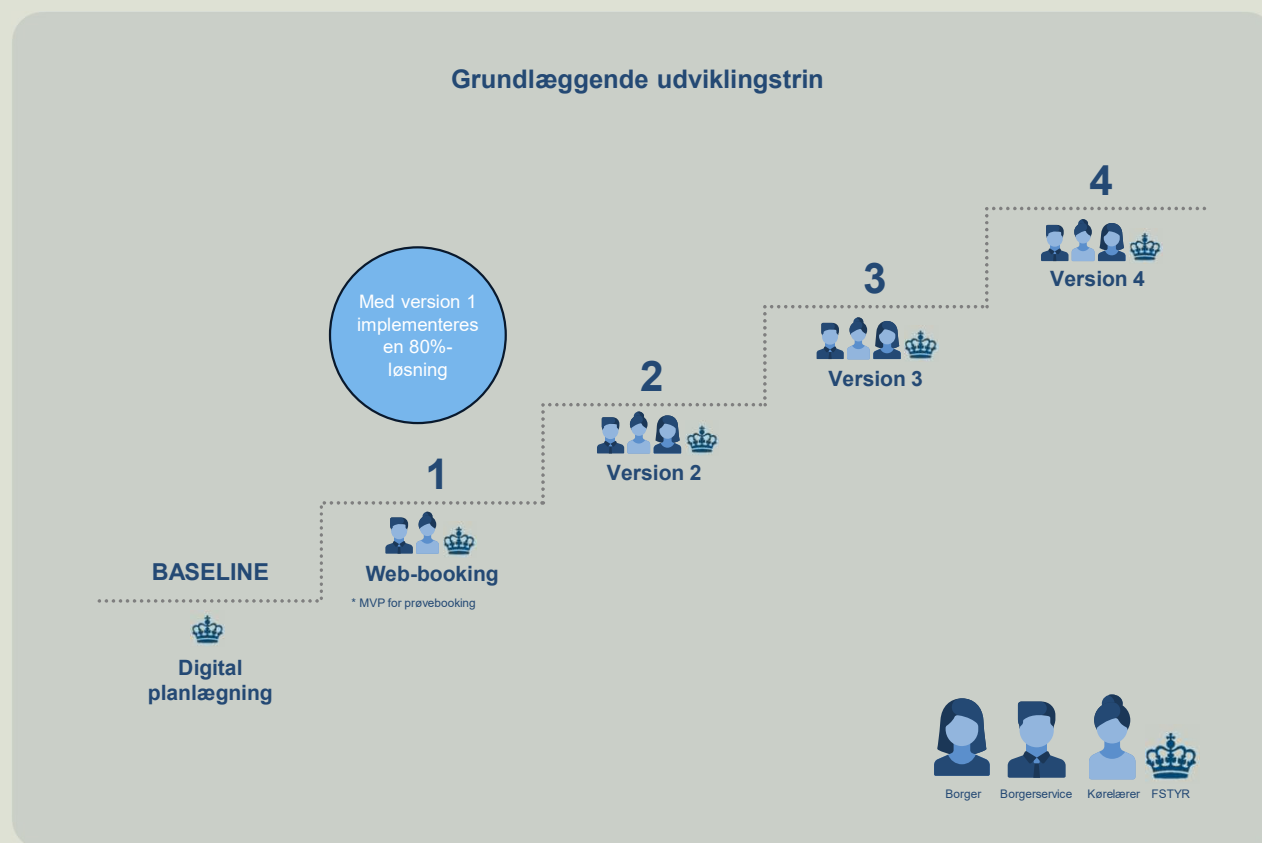 Grundlæggende udviklingstrin
4
Version 4
3
Version 3
Med version 1
implementeres
en 80%-
løsning
2
Version 2
1
Web-booking
* MVP for prøvebooking
BASELINE
Digital
planlægning
Borger
Borgerservice
Kørelærer
FSTYR